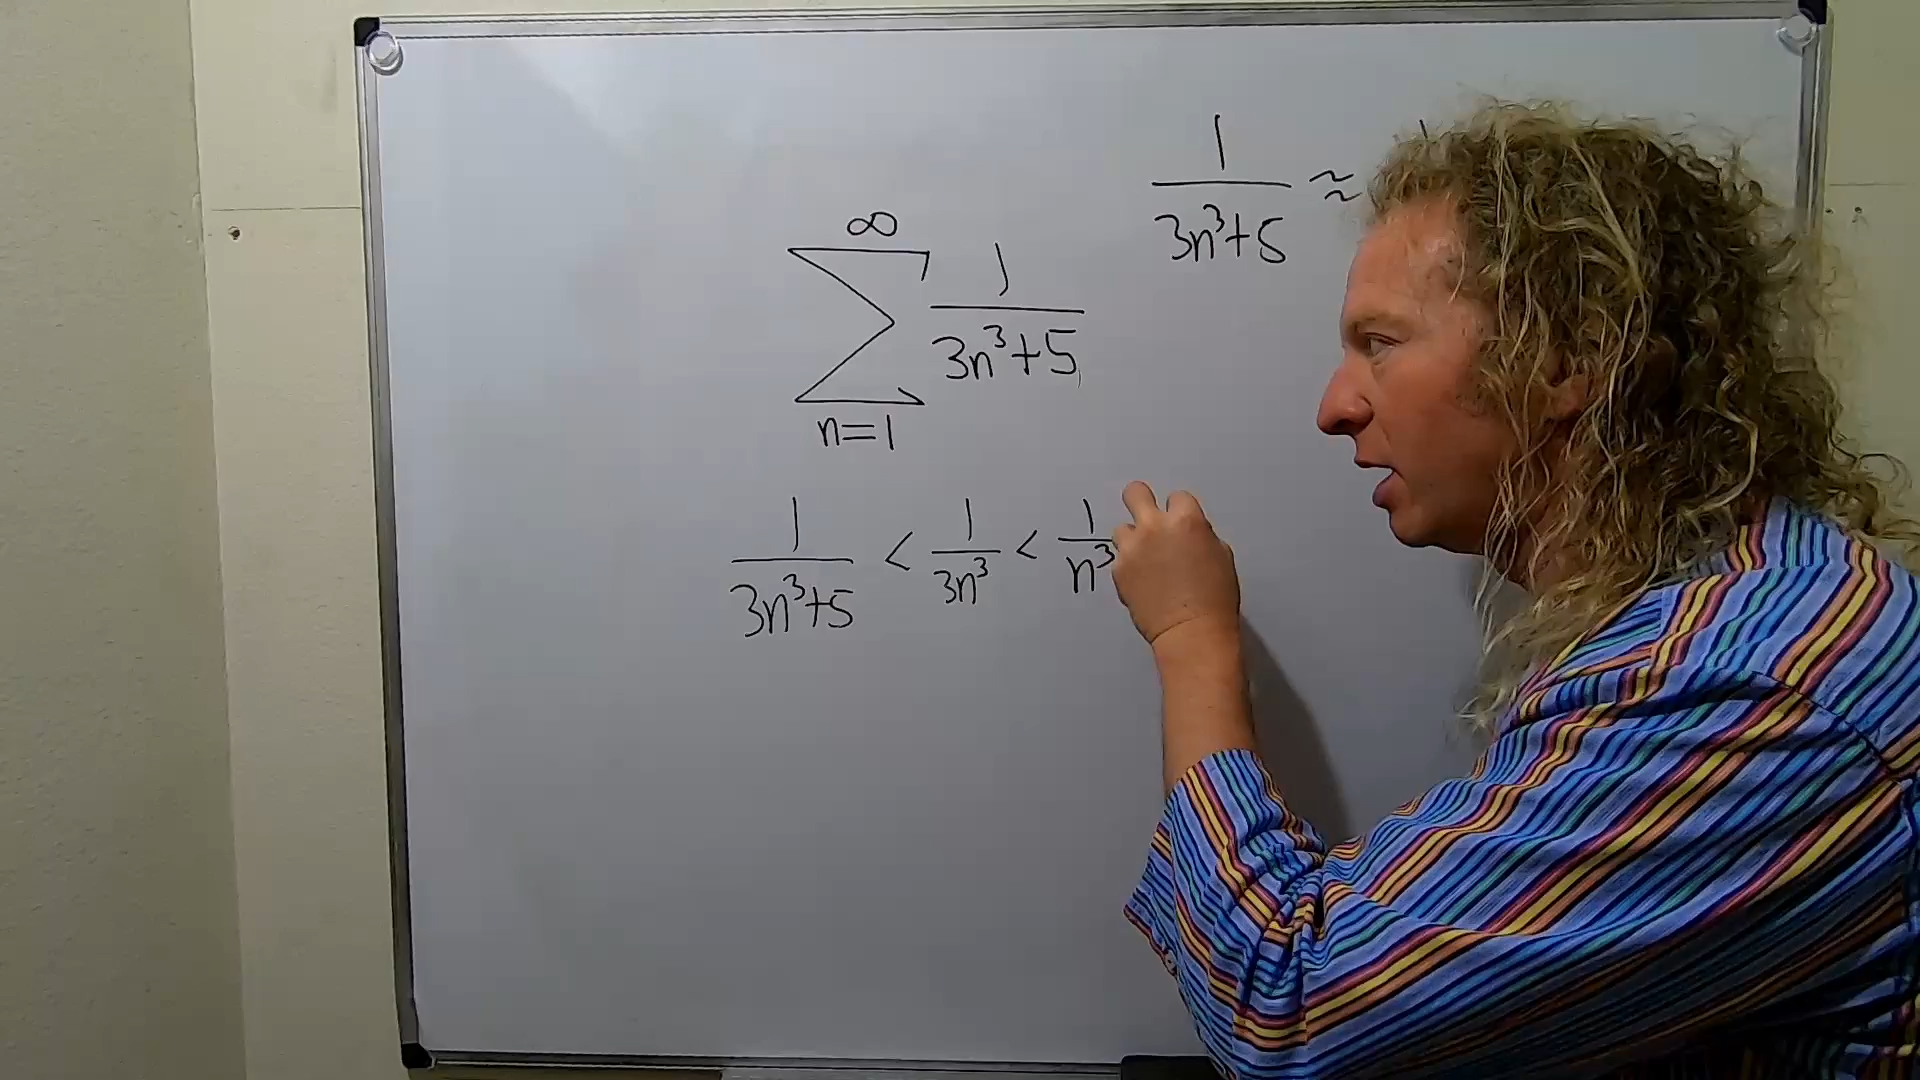 ∞
∑ 1/(3n³+5)
n=1
1/(3n³+5) ≈
1/(3n³+5) < 1/(3n³) < 1/n³